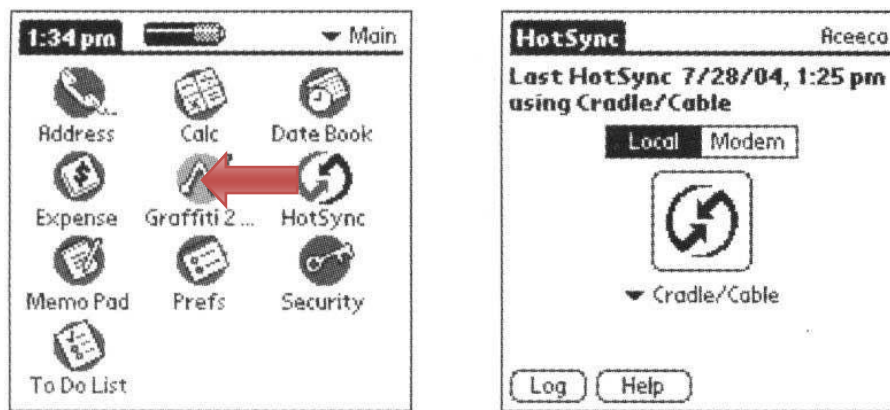 1:34 pm
Main
Address
Calc
Date Book
Expense
Graffiti 2 ...
HotSync
Memo Pad
Prefs
Security
To Do List
HotSync
Aceeca
Last HotSync 7/28/04, 1:25 pm
using Cradle/Cable
Local
Modem
Cradle/Cable
Log
Help